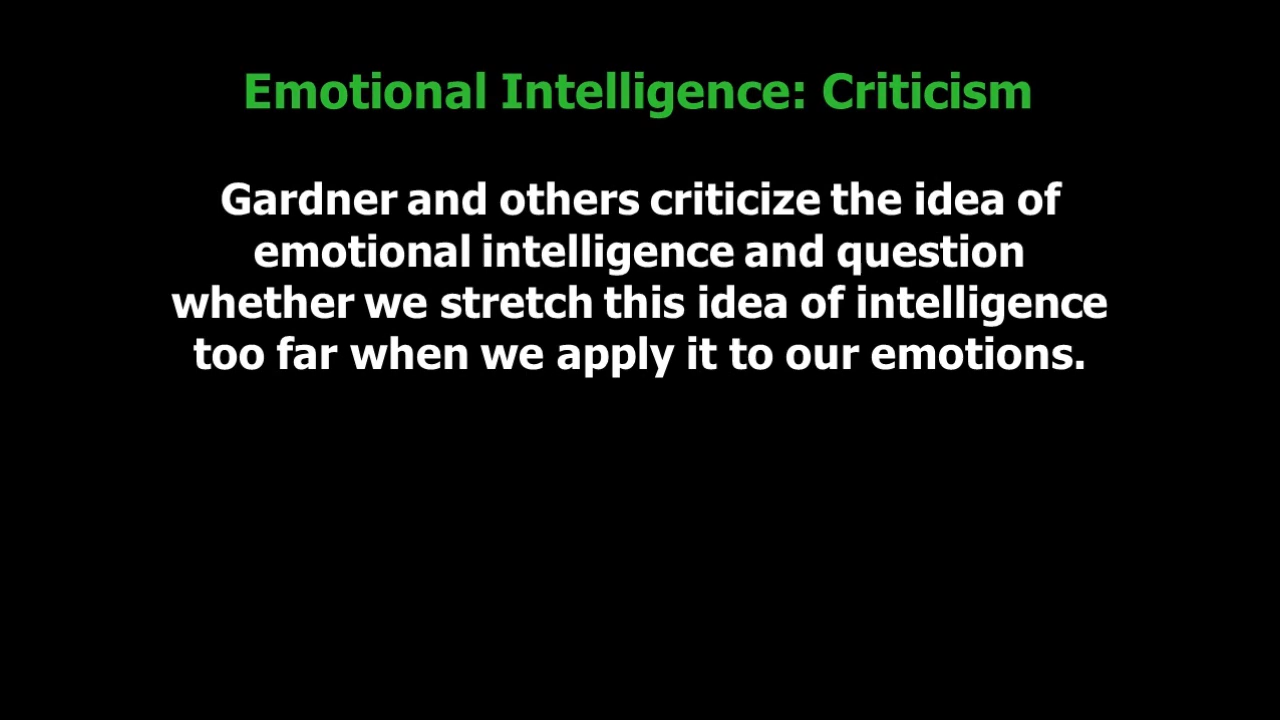 Emotional Intelligence: Criticism
Gardner and others criticize the idea of
emotional intelligence and question
whether we stretch this idea of intelligence
too far when we apply it to our emotions.